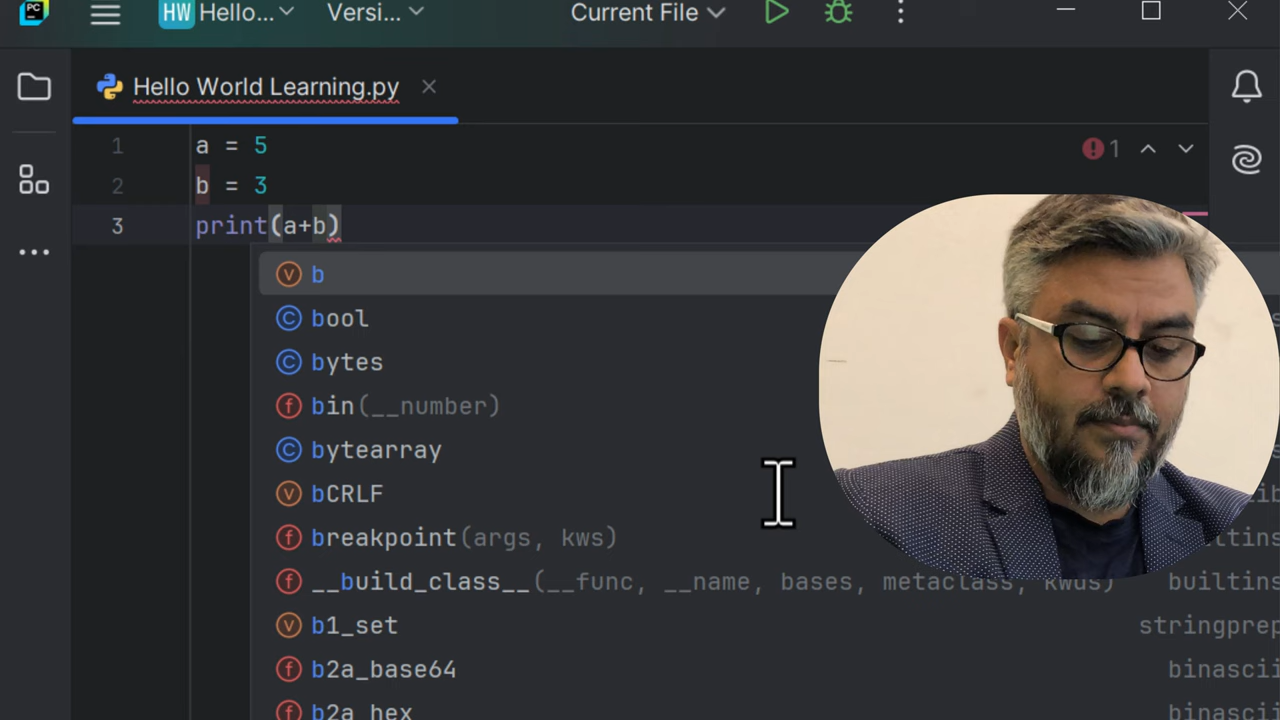 PC
HW Hello... Versi... Current File
Hello World Learning.py
1 a = 5
1
2 b = 3
3 print(a+b)
b
bool
bytes
bin(__number)
bytearray
bCRLF
breakpoint(args, kws)
__build_class__(__func, __name, bases, metaclass, kwds) builtins
b1_set stringprep
b2a_base64 binascii
b2a_hex binascii